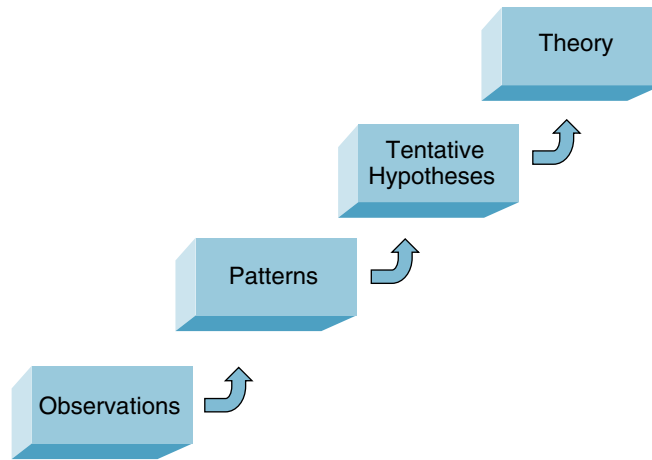 Theory
Tentative
Hypotheses
Patterns
Observations